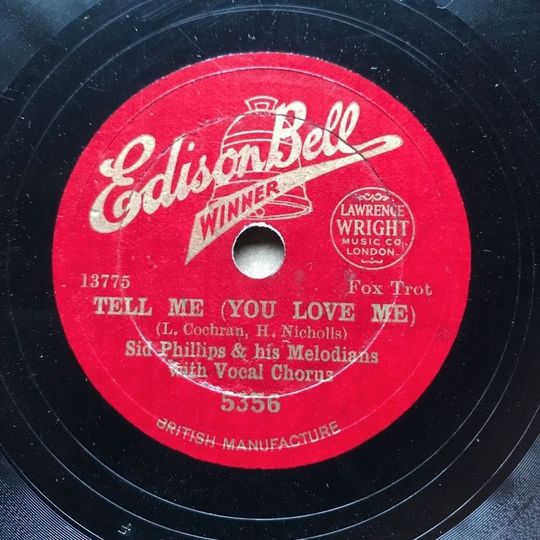 Edison Bell
WINNER
LAWRENCE
WRIGHT
MUSIC CO.
LONDON.
13775
Fox Trot
TELL ME (YOU LOVE ME)
(L. Cochran, H. Nicholls)
Sid Phillips & his Melodians
with Vocal Chorus
5356
BRITISH MANUFACTURE